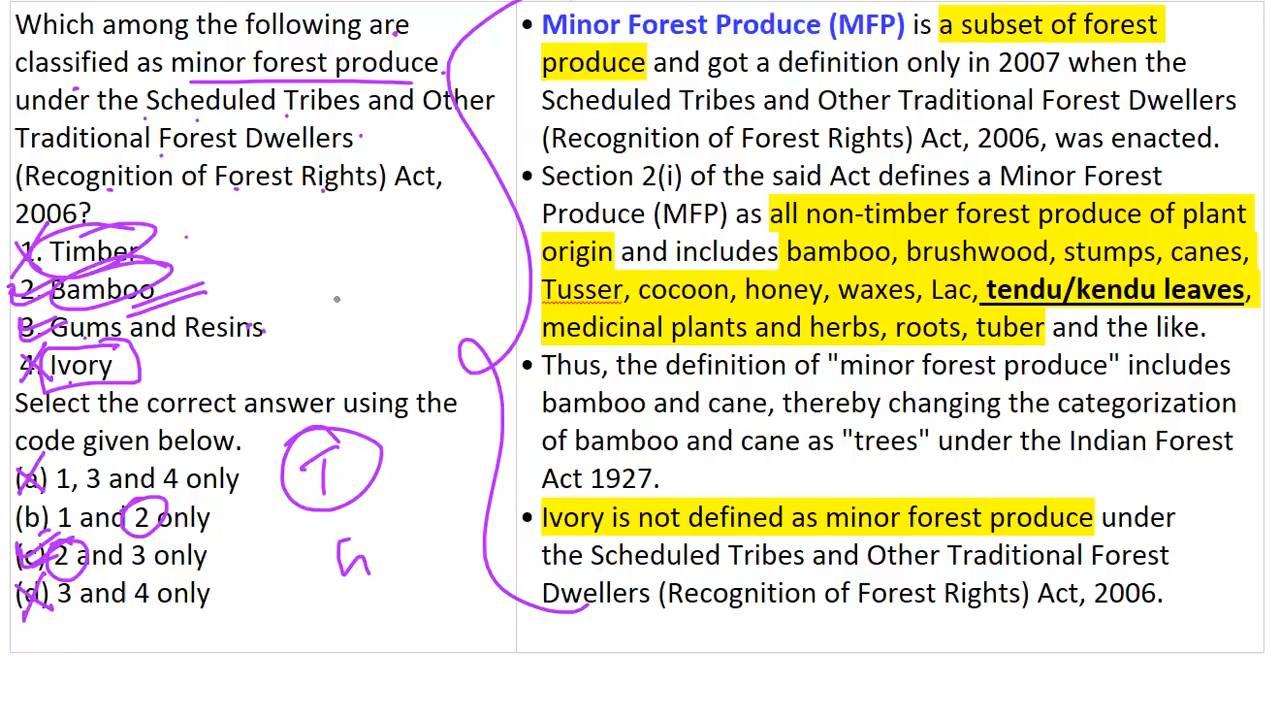 Which among the following are
classified as minor forest produce
under the Scheduled Tribes and Other
Traditional Forest Dwellers
(Recognition of Forest Rights) Act,
2006?
1. Timber
2. Bamboo
3. Gums and Resins
4. Ivory
Select the correct answer using the
code given below.
(a) 1, 3 and 4 only
(b) 1 and 2 only
(c) 2 and 3 only
(d) 3 and 4 only
T
• Minor Forest Produce (MFP) is a subset of forest
produce and got a definition only in 2007 when the
Scheduled Tribes and Other Traditional Forest Dwellers
(Recognition of Forest Rights) Act, 2006, was enacted.
• Section 2(i) of the said Act defines a Minor Forest
Produce (MFP) as all non-timber forest produce of plant
origin and includes bamboo, brushwood, stumps, canes,
Tusser, cocoon, honey, waxes, Lac, tendu/kendu leaves,
medicinal plants and herbs, roots, tuber and the like.
• Thus, the definition of "minor forest produce" includes
bamboo and cane, thereby changing the categorization
of bamboo and cane as "trees" under the Indian Forest
Act 1927.
• Ivory is not defined as minor forest produce under
the Scheduled Tribes and Other Traditional Forest
Dwellers (Recognition of Forest Rights) Act, 2006.